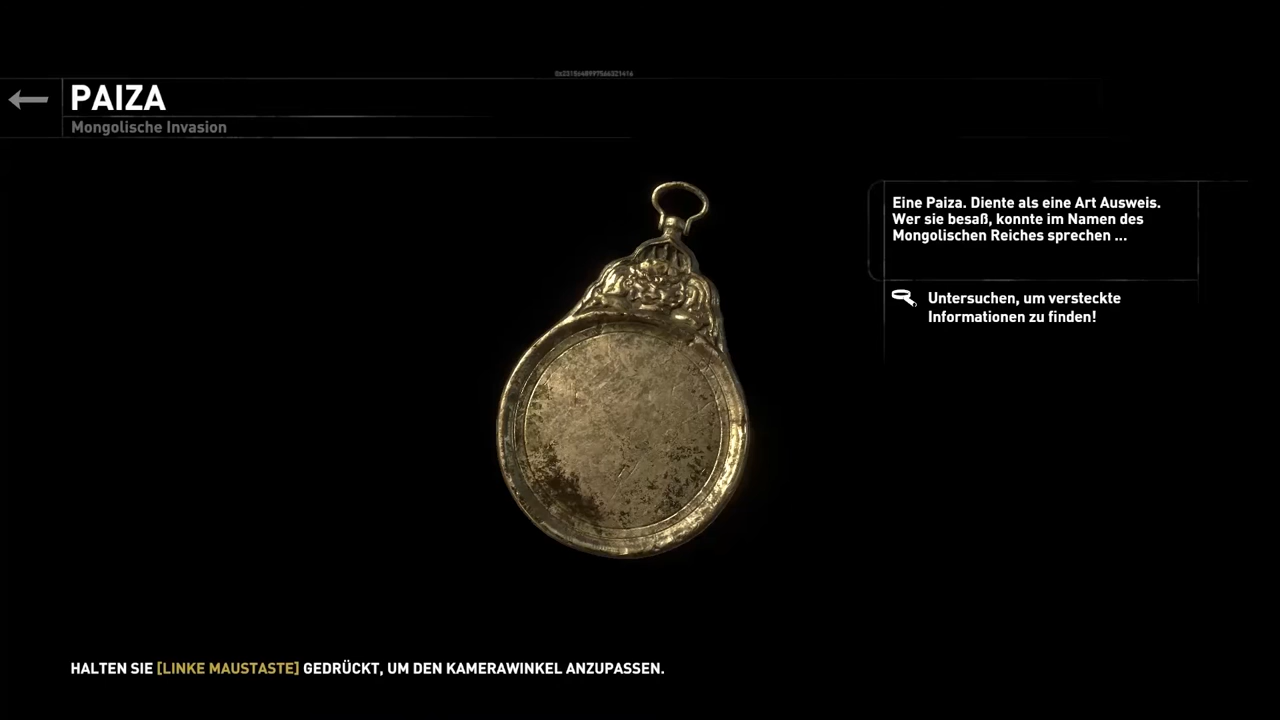 PAIZA
Mongolische Invasion
Eine Paiza. Diente als eine Art Ausweis.
Wer sie besaß, konnte im Namen des
Mongolischen Reiches sprechen ...
Untersuchen, um versteckte
Informationen zu finden!
HALTEN SIE [LINKE MAUSTASTE] GEDRÜCKT, UM DEN KAMERAWINKEL ANZUPASSEN.